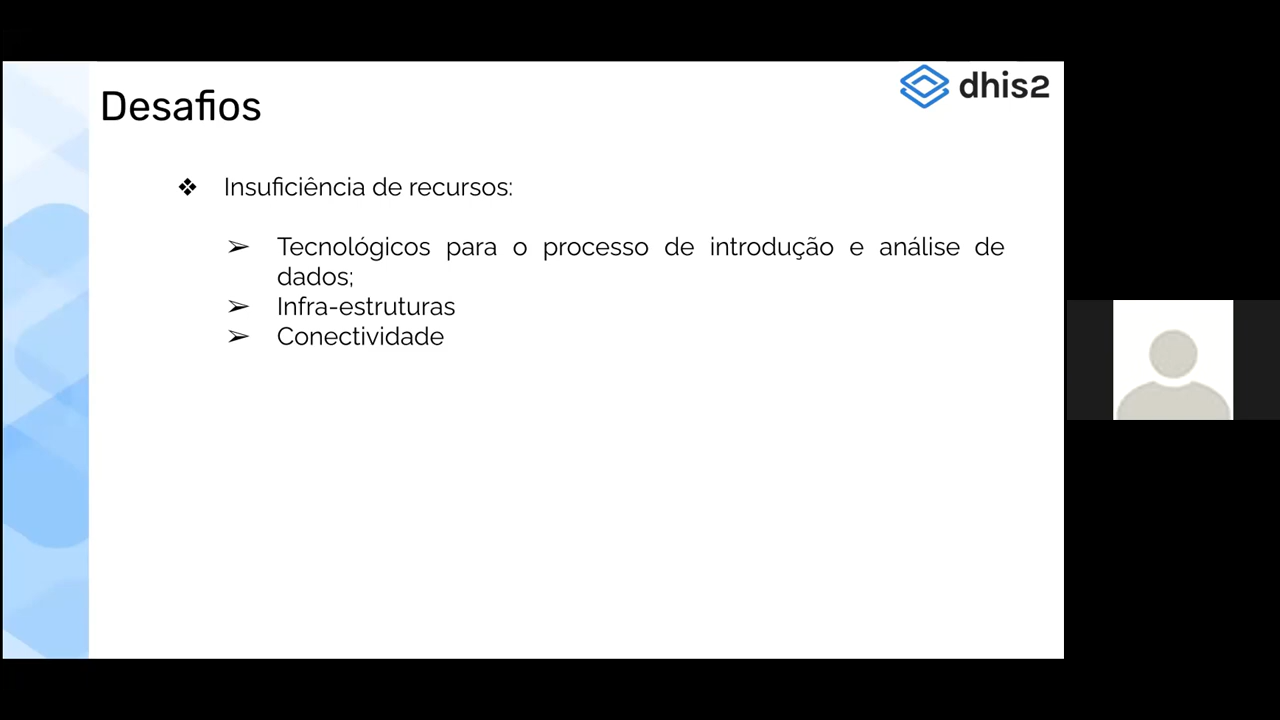 Desafios
dhis2
❖ Insuficiência de recursos:
➢ Tecnológicos para o processo de introdução e análise de
dados;
➢ Infra-estruturas
➢ Conectividade